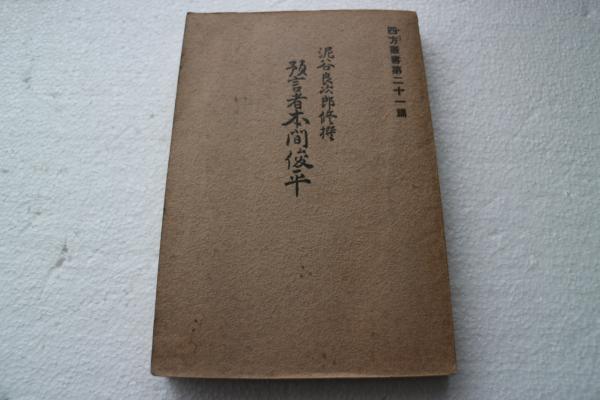 四方叢書第二十一篇
泥谷良次郎修撰
預言者本間俊平